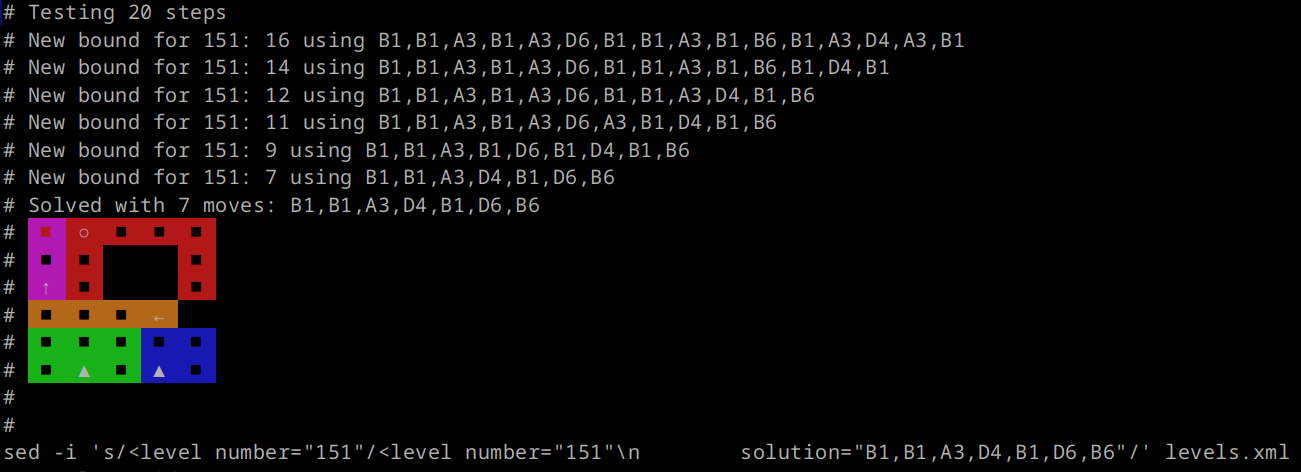 # Testing 20 steps
# New bound for 151: 16 using B1,B1,A3,B1,A3,D6,B1,B1,A3,B1,B6,B1,A3,D4,A3,B1
# New bound for 151: 14 using B1,B1,A3,B1,A3,D6,B1,B1,A3,B1,B6,B1,D4,B1
# New bound for 151: 12 using B1,B1,A3,B1,A3,D6,B1,B1,A3,D4,B1,B6
# New bound for 151: 11 using B1,B1,A3,B1,A3,D6,A3,B1,D4,B1,B6
# New bound for 151: 9 using B1,B1,A3,B1,D6,B1,D4,B1,B6
# New bound for 151: 7 using B1,B1,A3,D4,B1,D6,B6
# Solved with 7 moves: B1,B1,A3,D4,B1,D6,B6
# ■ ○ ■ ■ ■
# ■ ■ ■
# ↑ ■ ■
# ■ ■ ■ ←
# ■ ■ ■ ■ ■
# ■ ▲ ■ ▲ ■
#
#
sed -i 's/<level number="151"/<level number="151"\n        solution="B1,B1,A3,D4,B1,D6,B6"/' levels.xml